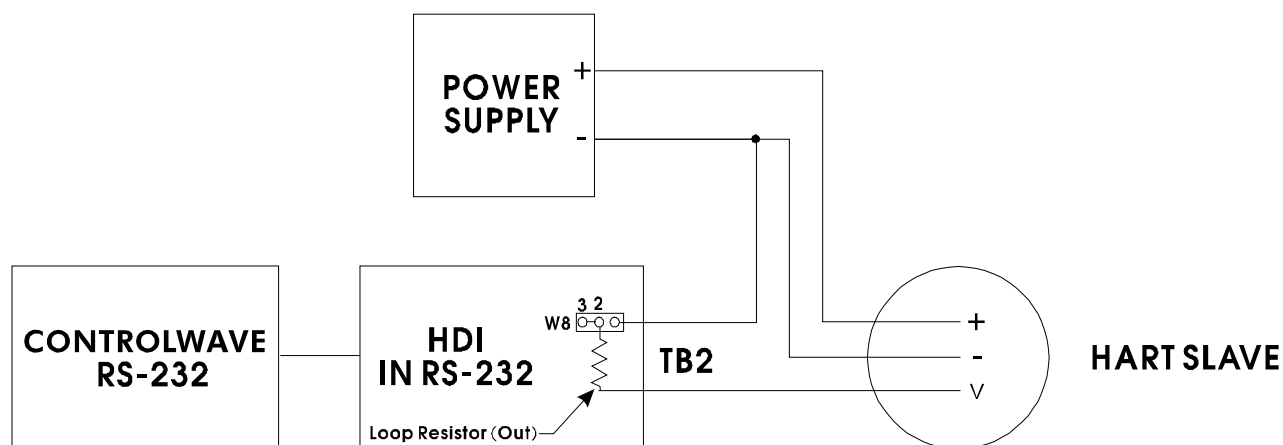 POWER
SUPPLY
+
-
CONTROLWAVE
RS-232
HDI
IN RS-232
3 2
W8
Loop Resistor (Out)
TB2
+
-
V
HART SLAVE